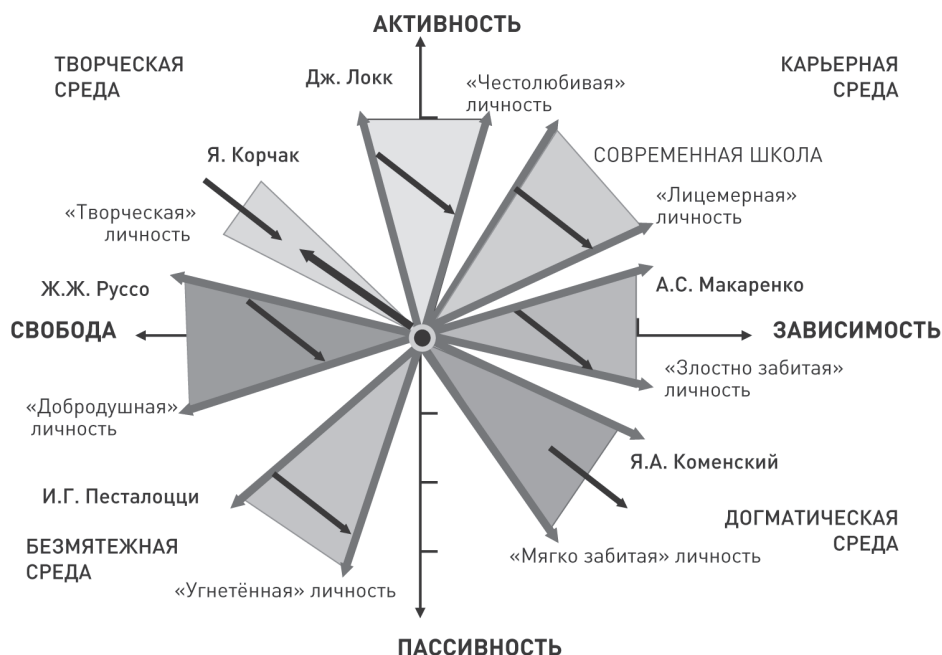 АКТИВНОСТЬ
ТВОРЧЕСКАЯ
СРЕДА
Дж. Локк
«Честолюбивая»
личность
КАРЬЕРНАЯ
СРЕДА
Я. Корчак
СОВРЕМЕННАЯ ШКОЛА
«Творческая»
личность
«Лицемерная»
личность
Ж.Ж. Руссо
А.С. Макаренко
СВОБОДА
ЗАВИСИМОСТЬ
«Злостно забитая»
личность
«Добродушная»
личность
Я.А. Коменский
И.Г. Песталоцци
ДОГМАТИЧЕСКАЯ
СРЕДА
БЕЗМЯТЕЖНАЯ
СРЕДА
«Мягко забитая» личность
«Угнетённая» личность
ПАССИВНОСТЬ